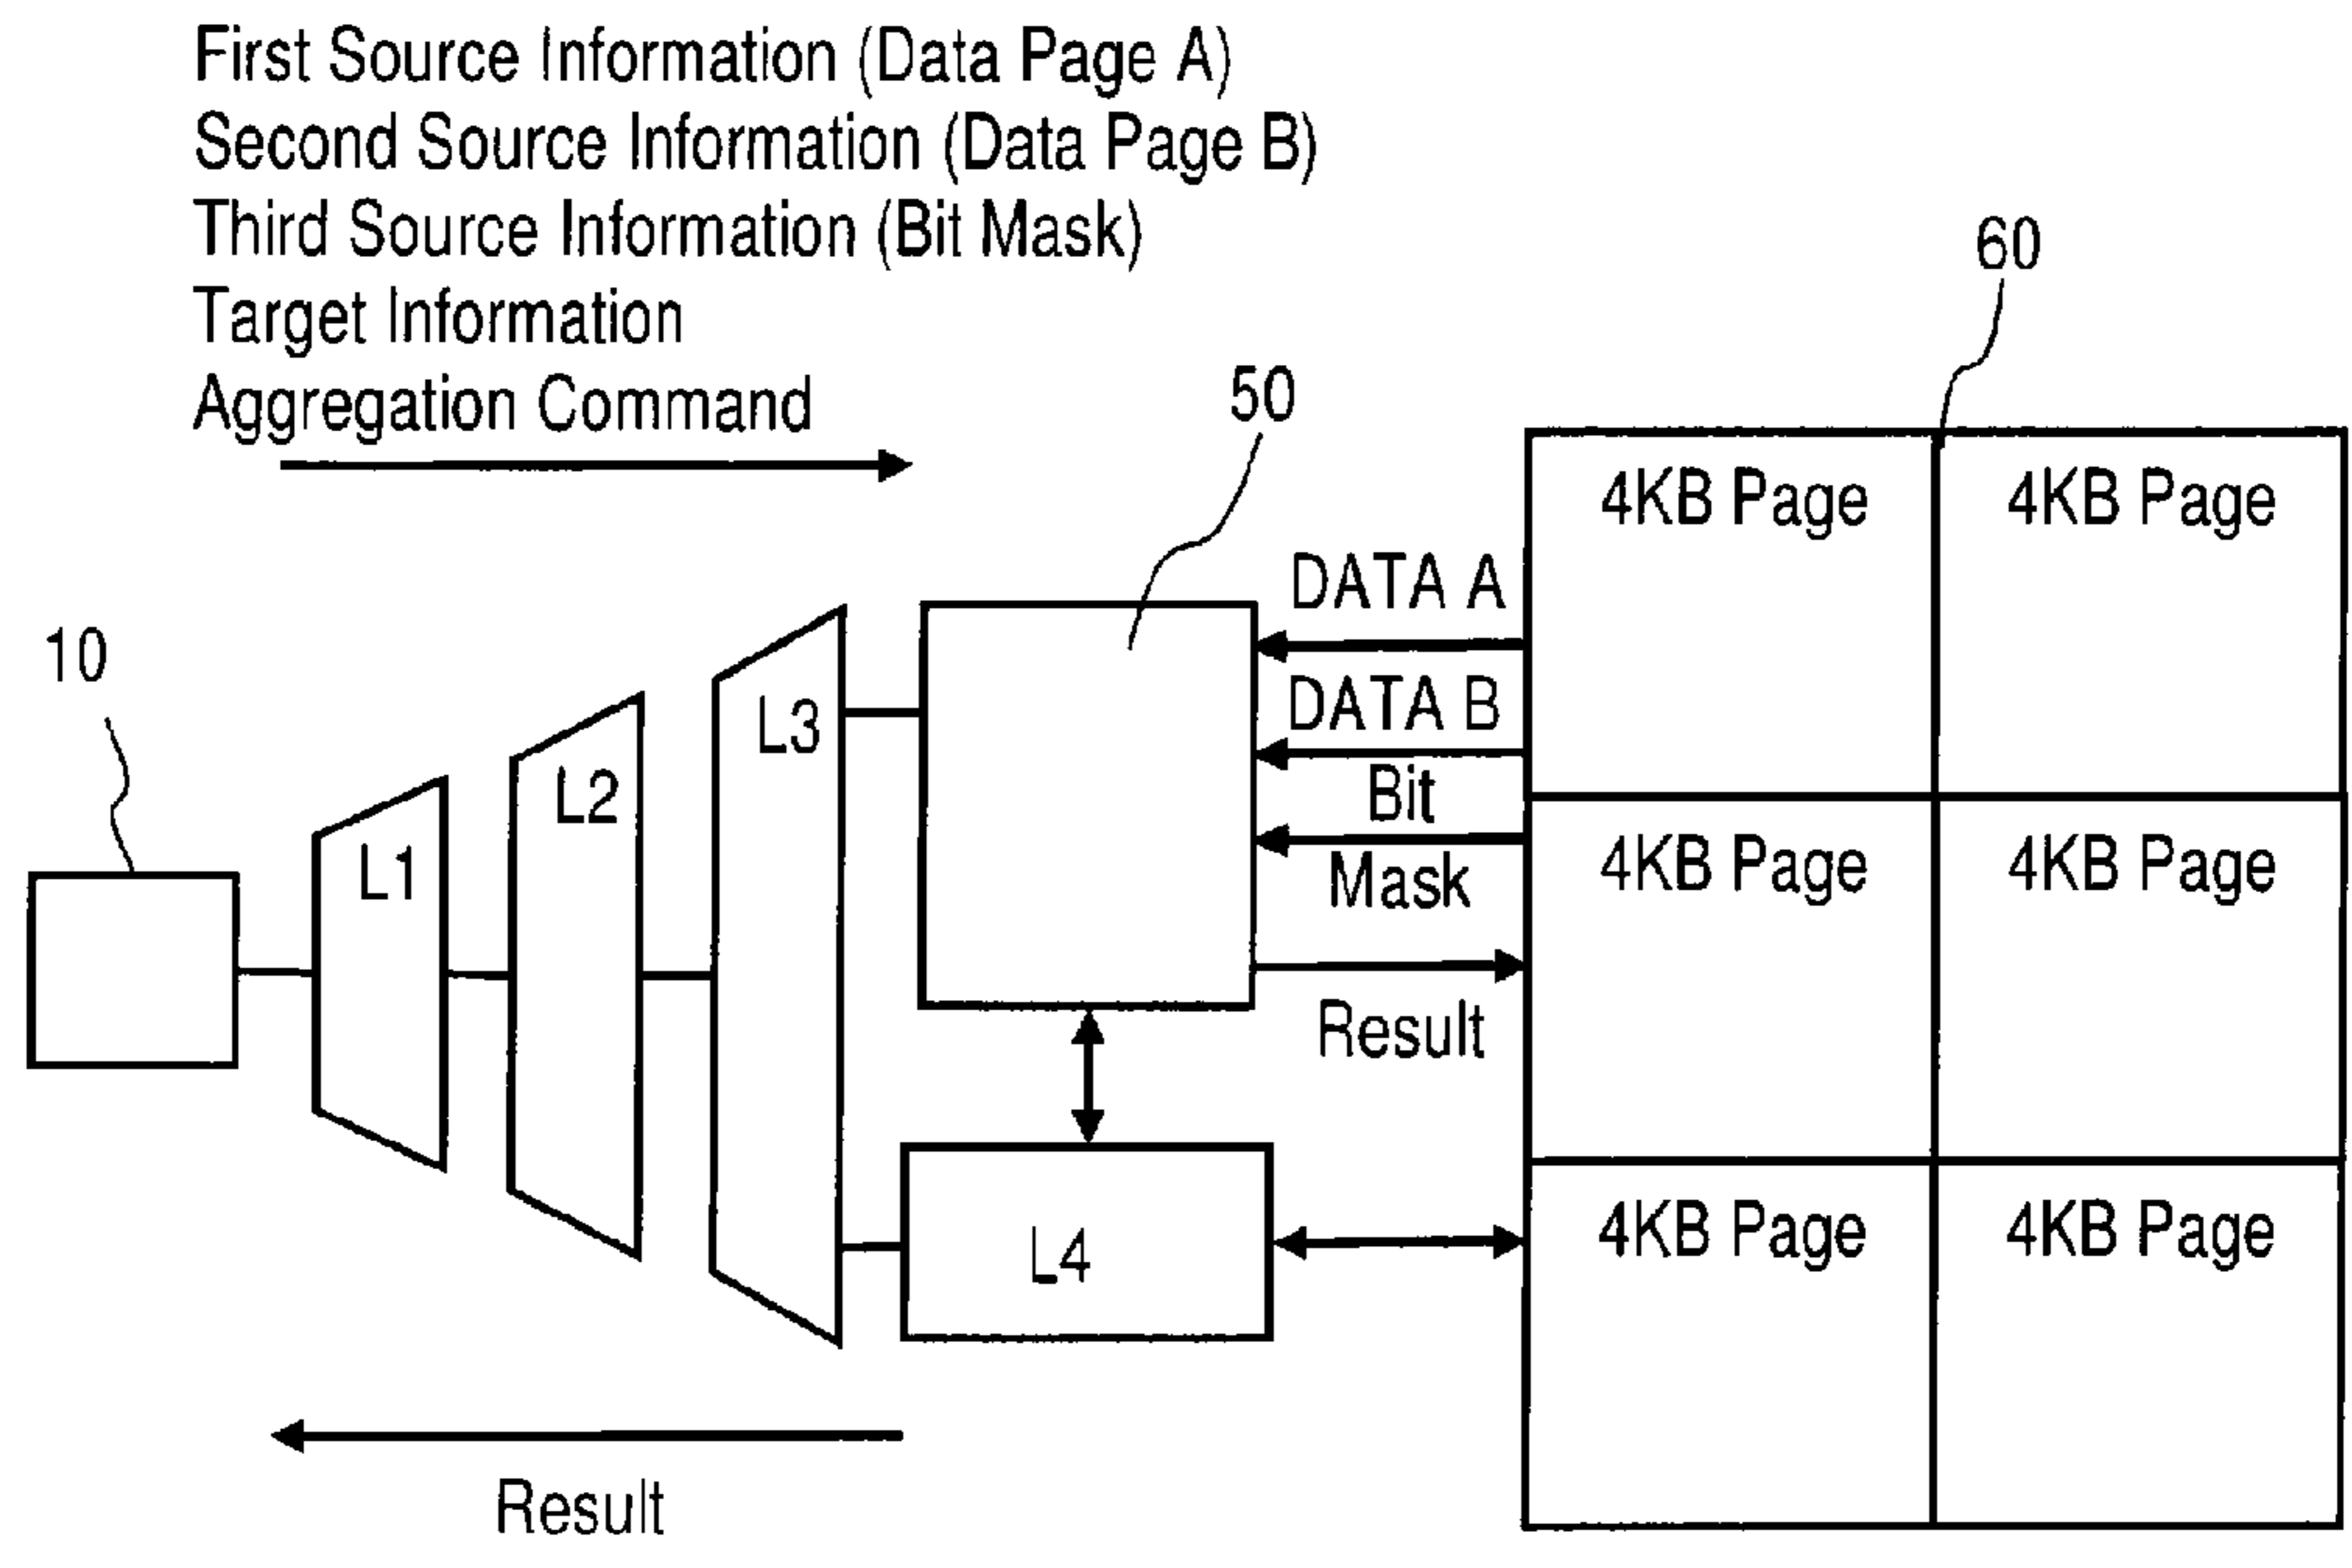 First Source Information (Data Page A)
Second Source Information (Data Page B)
Third Source Information (Bit Mask)
Target Information
Aggregation Command
60
50
10
4KB Page
4KB Page
DATA A
DATA B
Bit
Mask
Result
L1
L2
L3
4KB Page
4KB Page
L4
4KB Page
4KB Page
Result